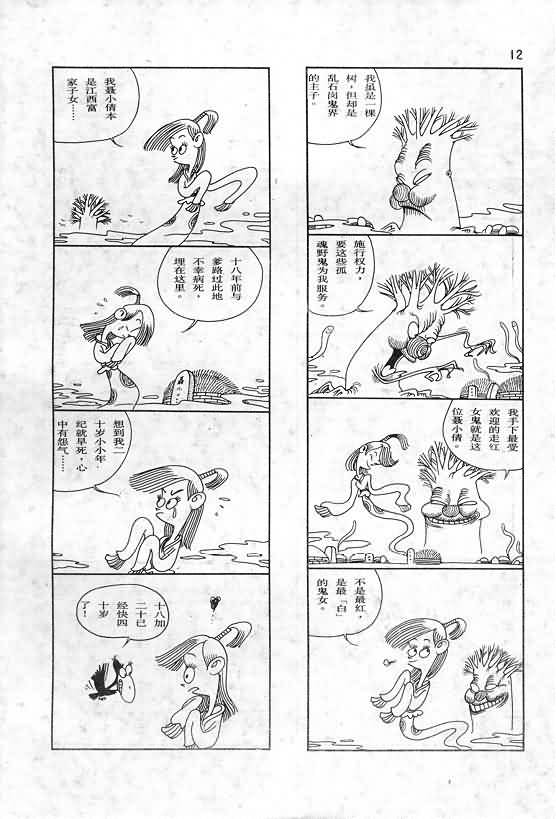 12
我虽是一棵
树，但却是
乱石岗鬼界
的主子。
施行权力，
要这些孤
魂野鬼为我服务。
我手下最受
欢迎的走红
女鬼就是这
位聂小倩。
不是最红，
是最「白」
的鬼女。
我聂小倩本
是江西富
家子女……
十八年前与
爹路过此地
不幸病死，
埋在这里。
想到我二
十岁小小年
纪就早死，心
中有怨气……
十八加
二十已
经快四
十岁
了！